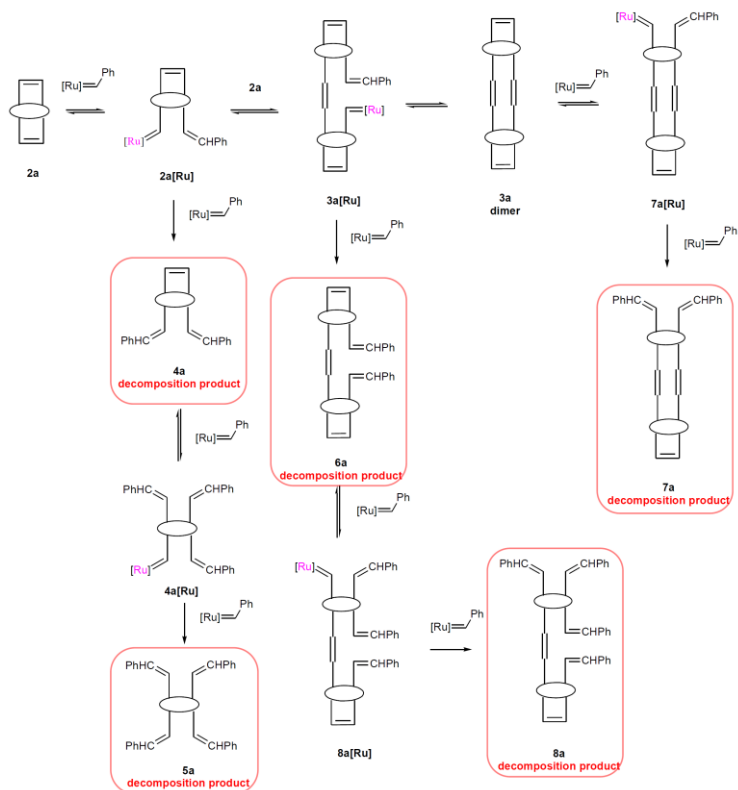 [Ru] Ph
2a
[Ru] CHPh
2a[Ru]
2a
CHPh
[Ru]
3a[Ru]
3a
dimer
[Ru] Ph
[Ru] CHPh
7a[Ru]
[Ru] Ph
PhHC CHPh
4a
decomposition product
[Ru] Ph
CHPh
CHPh
6a
decomposition product
[Ru] Ph
PhHC CHPh
7a
decomposition product
[Ru] Ph
PhHC CHPh
[Ru] CHPh
4a[Ru]
[Ru] Ph
PhHC CHPh
PhHC CHPh
5a
decomposition product
[Ru] Ph
[Ru] CHPh
CHPh
CHPh
8a[Ru]
[Ru] Ph
PhHC CHPh
CHPh
CHPh
8a
decomposition product